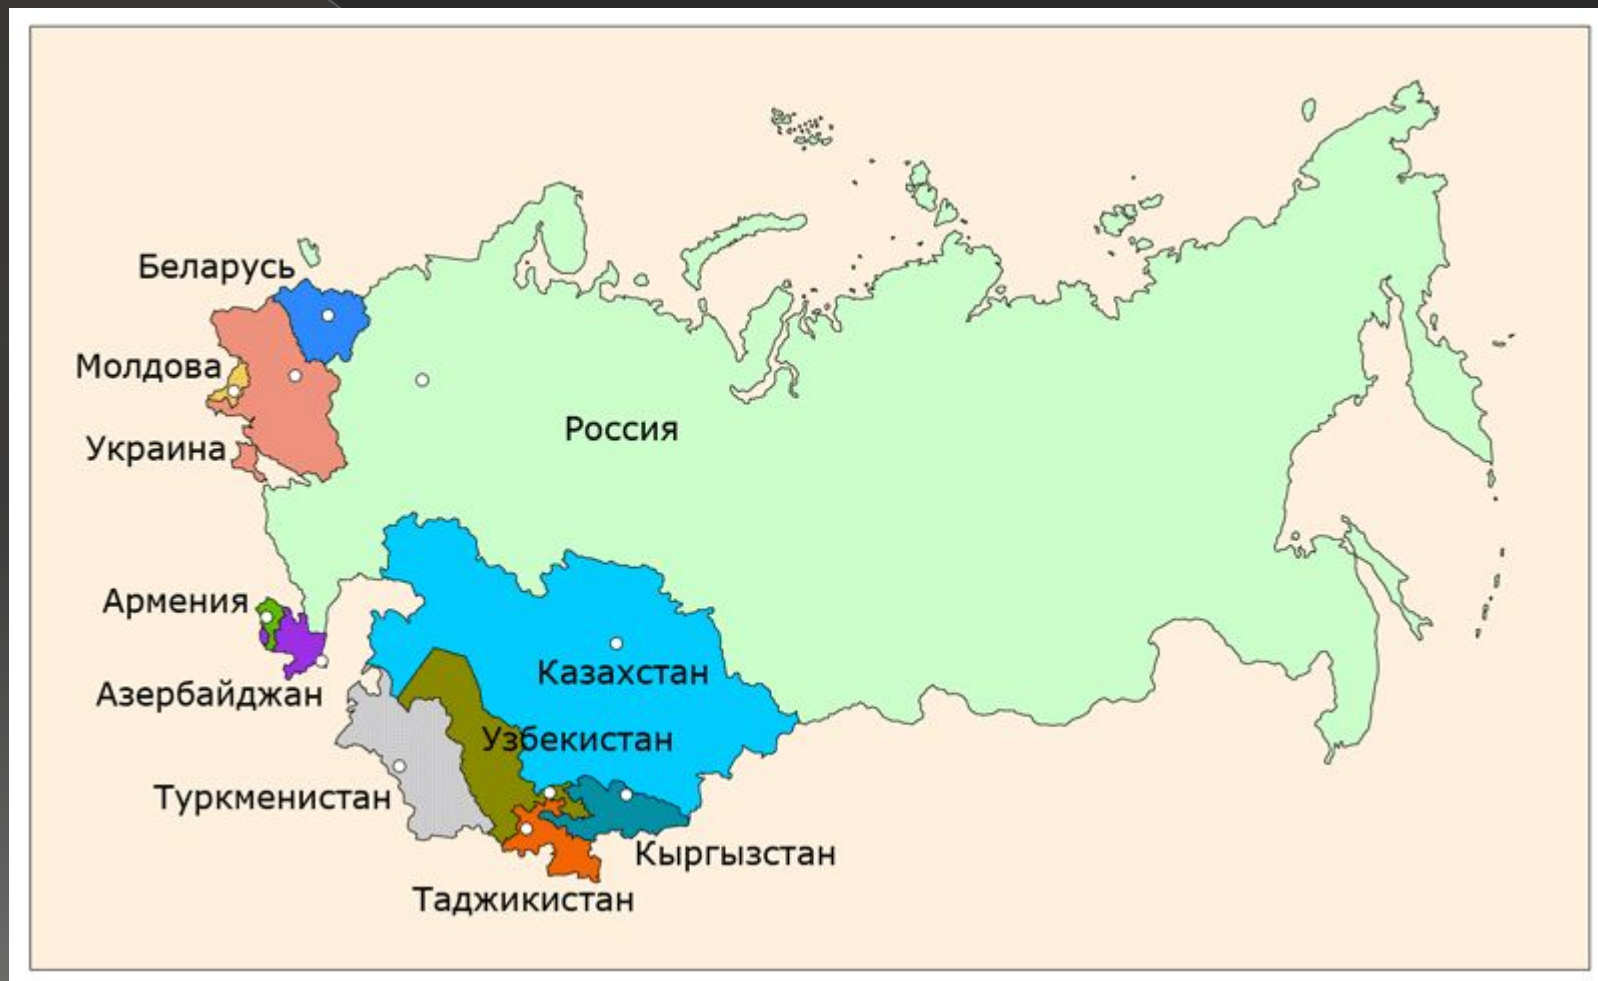 Беларусь
Молдова
Украина
Россия
Армения
Казахстан
Азербайджан
Узбекистан
Туркменистан
Кыргызстан
Таджикистан